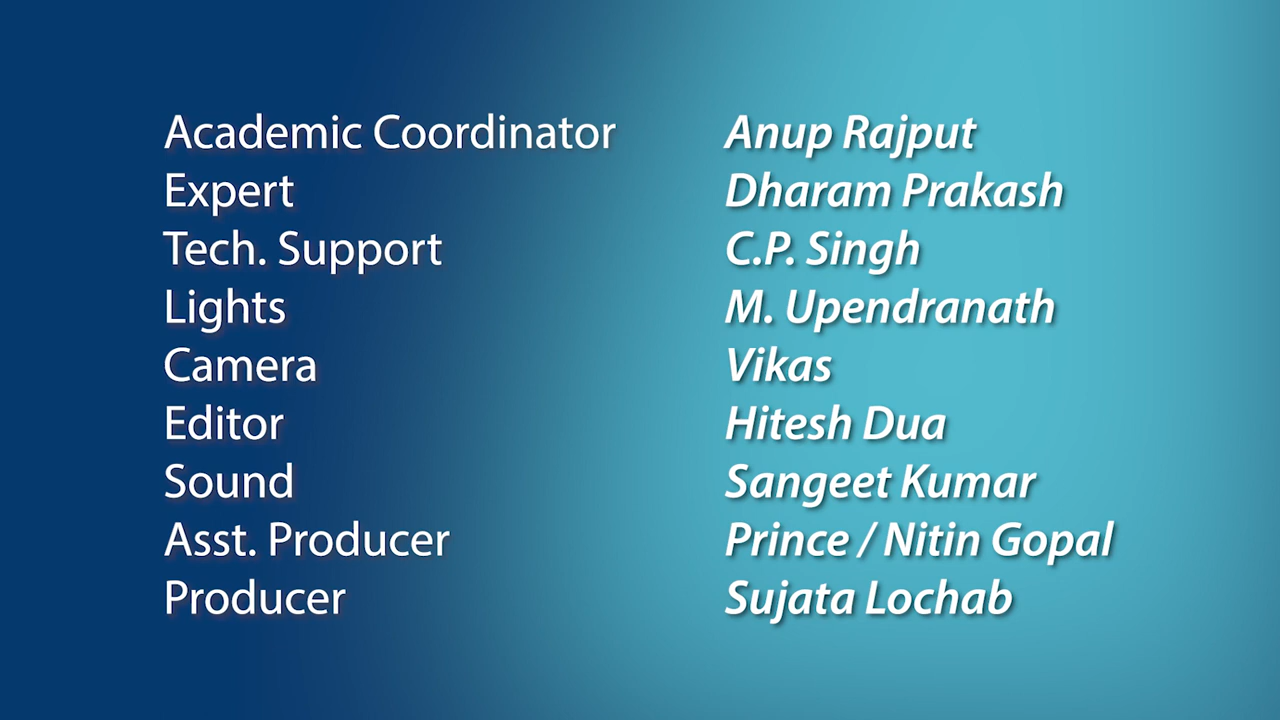 Academic Coordinator Anup Rajput
Expert Dharam Prakash
Tech. Support C.P. Singh
Lights M. Upendranath
Camera Vikas
Editor Hitesh Dua
Sound Sangeet Kumar
Asst. Producer Prince / Nitin Gopal
Producer Sujata Lochab